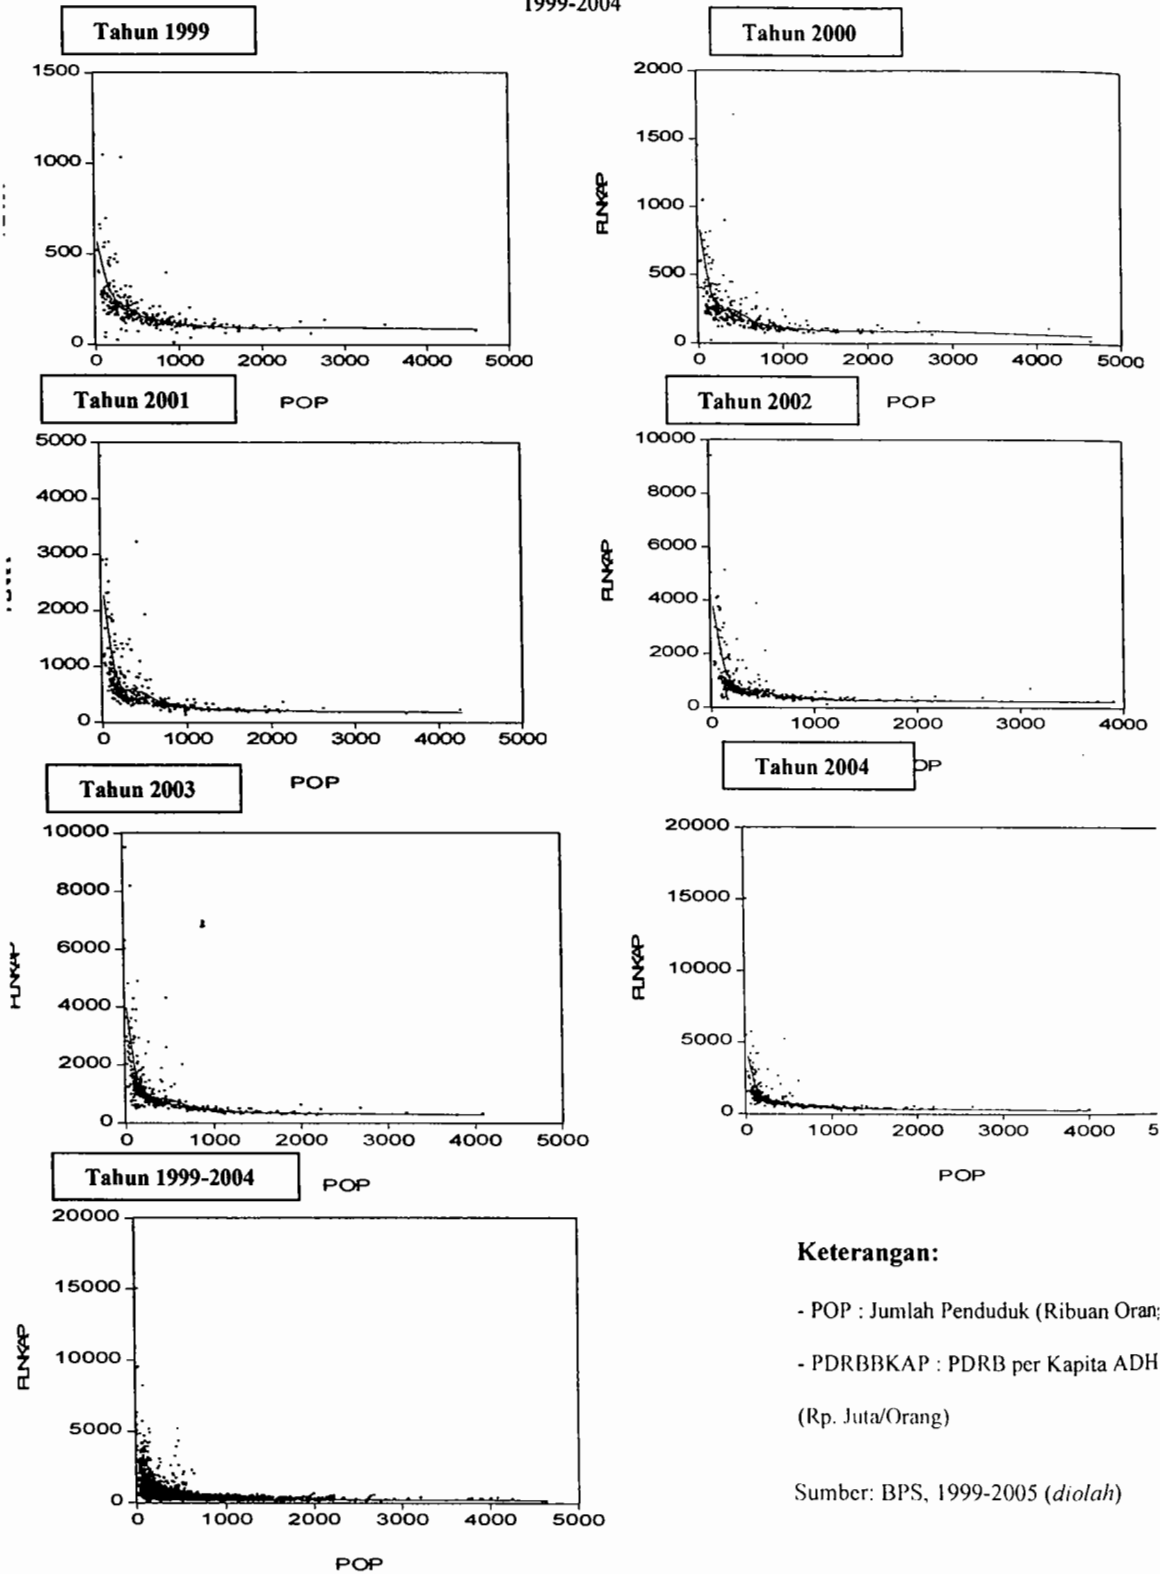 1999-2004
Tahun 1999
1500
1000
500
0
0 1000 2000 3000 4000 5000
POP
Tahun 2000
2000
1500
1000
500
0
0 1000 2000 3000 4000 5000
POP
Tahun 2001
5000
4000
3000
2000
1000
0
0 1000 2000 3000 4000 5000
POP
Tahun 2002
10000
8000
6000
4000
2000
0
0 1000 2000 3000 4000
OP
Tahun 2003
10000
8000
6000
4000
2000
0
0 1000 2000 3000 4000 5000
POP
Tahun 2004
20000
15000
10000
5000
0
0 1000 2000 3000 4000 5
POP
Tahun 1999-2004
20000
15000
10000
5000
0
0 1000 2000 3000 4000 5000
POP
Keterangan:
- POP : Jumlah Penduduk (Ribuan Oran
- PDRBBKAP : PDRB per Kapita ADH
(Rp. Juta/Orang)
Sumber: BPS, 1999-2005 (diolah)